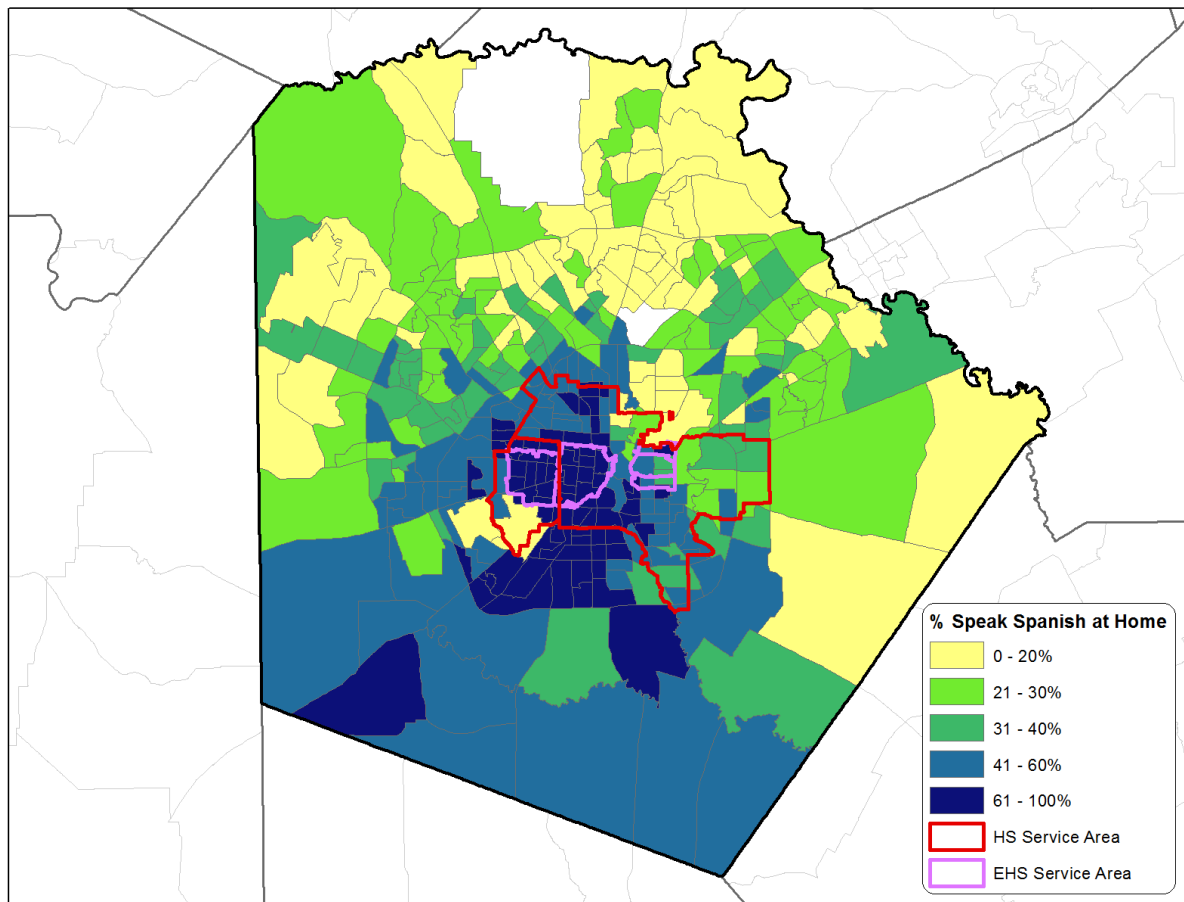 % Speak Spanish at Home
0 - 20%
21 - 30%
31 - 40%
41 - 60%
61 - 100%
HS Service Area
EHS Service Area